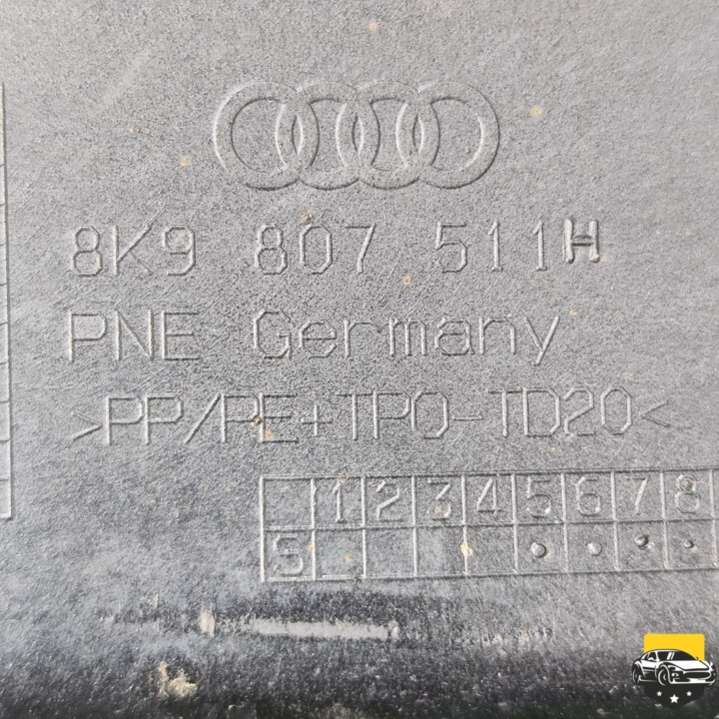 8K9 807 511H
PNE Germany
>PP/PE+TPO-TD20<
1 2 3 4 5 6 7 8
S